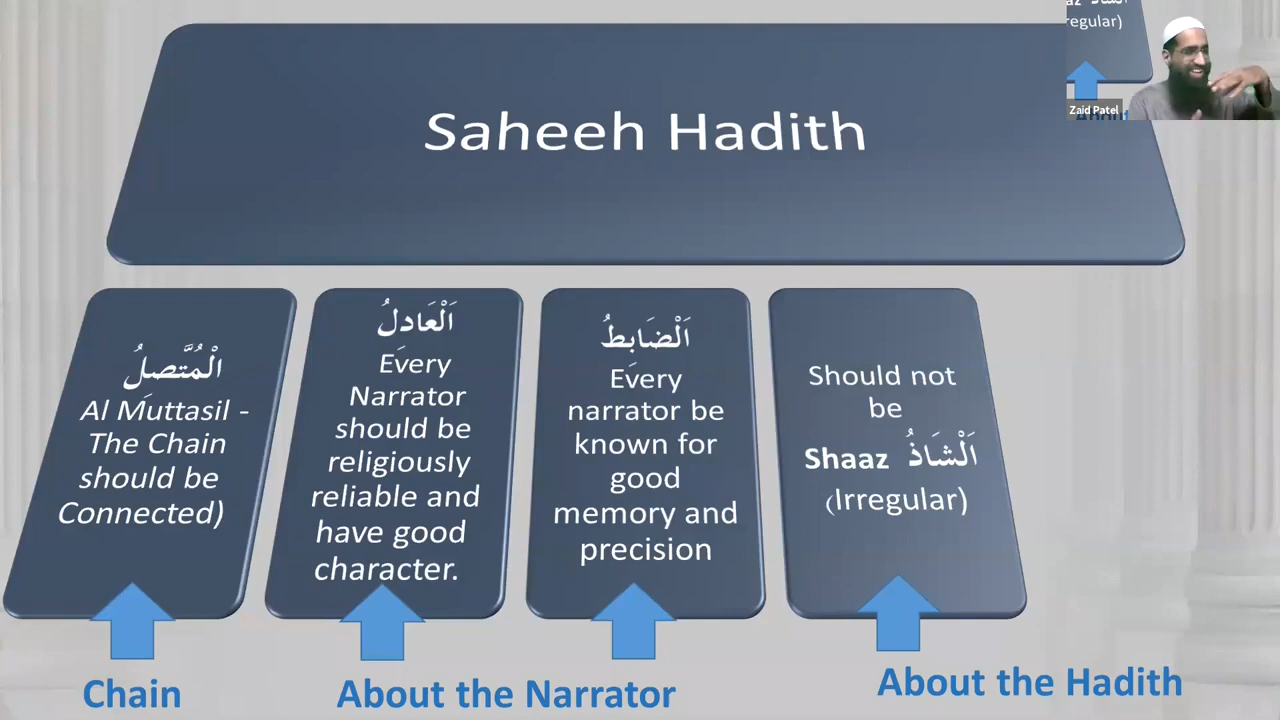 Saheeh Hadith
اَلْمُتَّصِلُ
Al Muttasil -
The Chain
should be
Connected)
اَلْعَادِلُ
Every
Narrator
should be
religiously
reliable and
have good
character.
اَلْضَابِطُ
Every
narrator be
known for
good
memory and
precision
Should not
be
Shaaz اَلْشَاذُ
(Irregular)
Chain
About the Narrator
About the Hadith
regular)
Zaid Patel